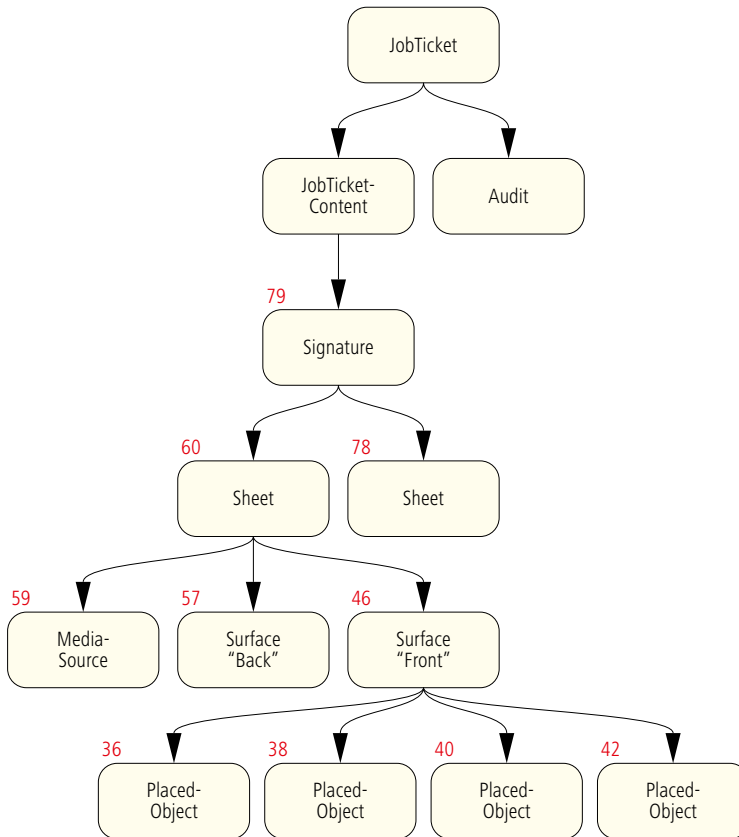 JobTicket
JobTicket-
Content
Audit
79
Signature
60
78
Sheet
Sheet
59
57
46
Media-
Source
Surface
“Back”
Surface
“Front”
36
38
40
42
Placed-
Object
Placed-
Object
Placed-
Object
Placed-
Object